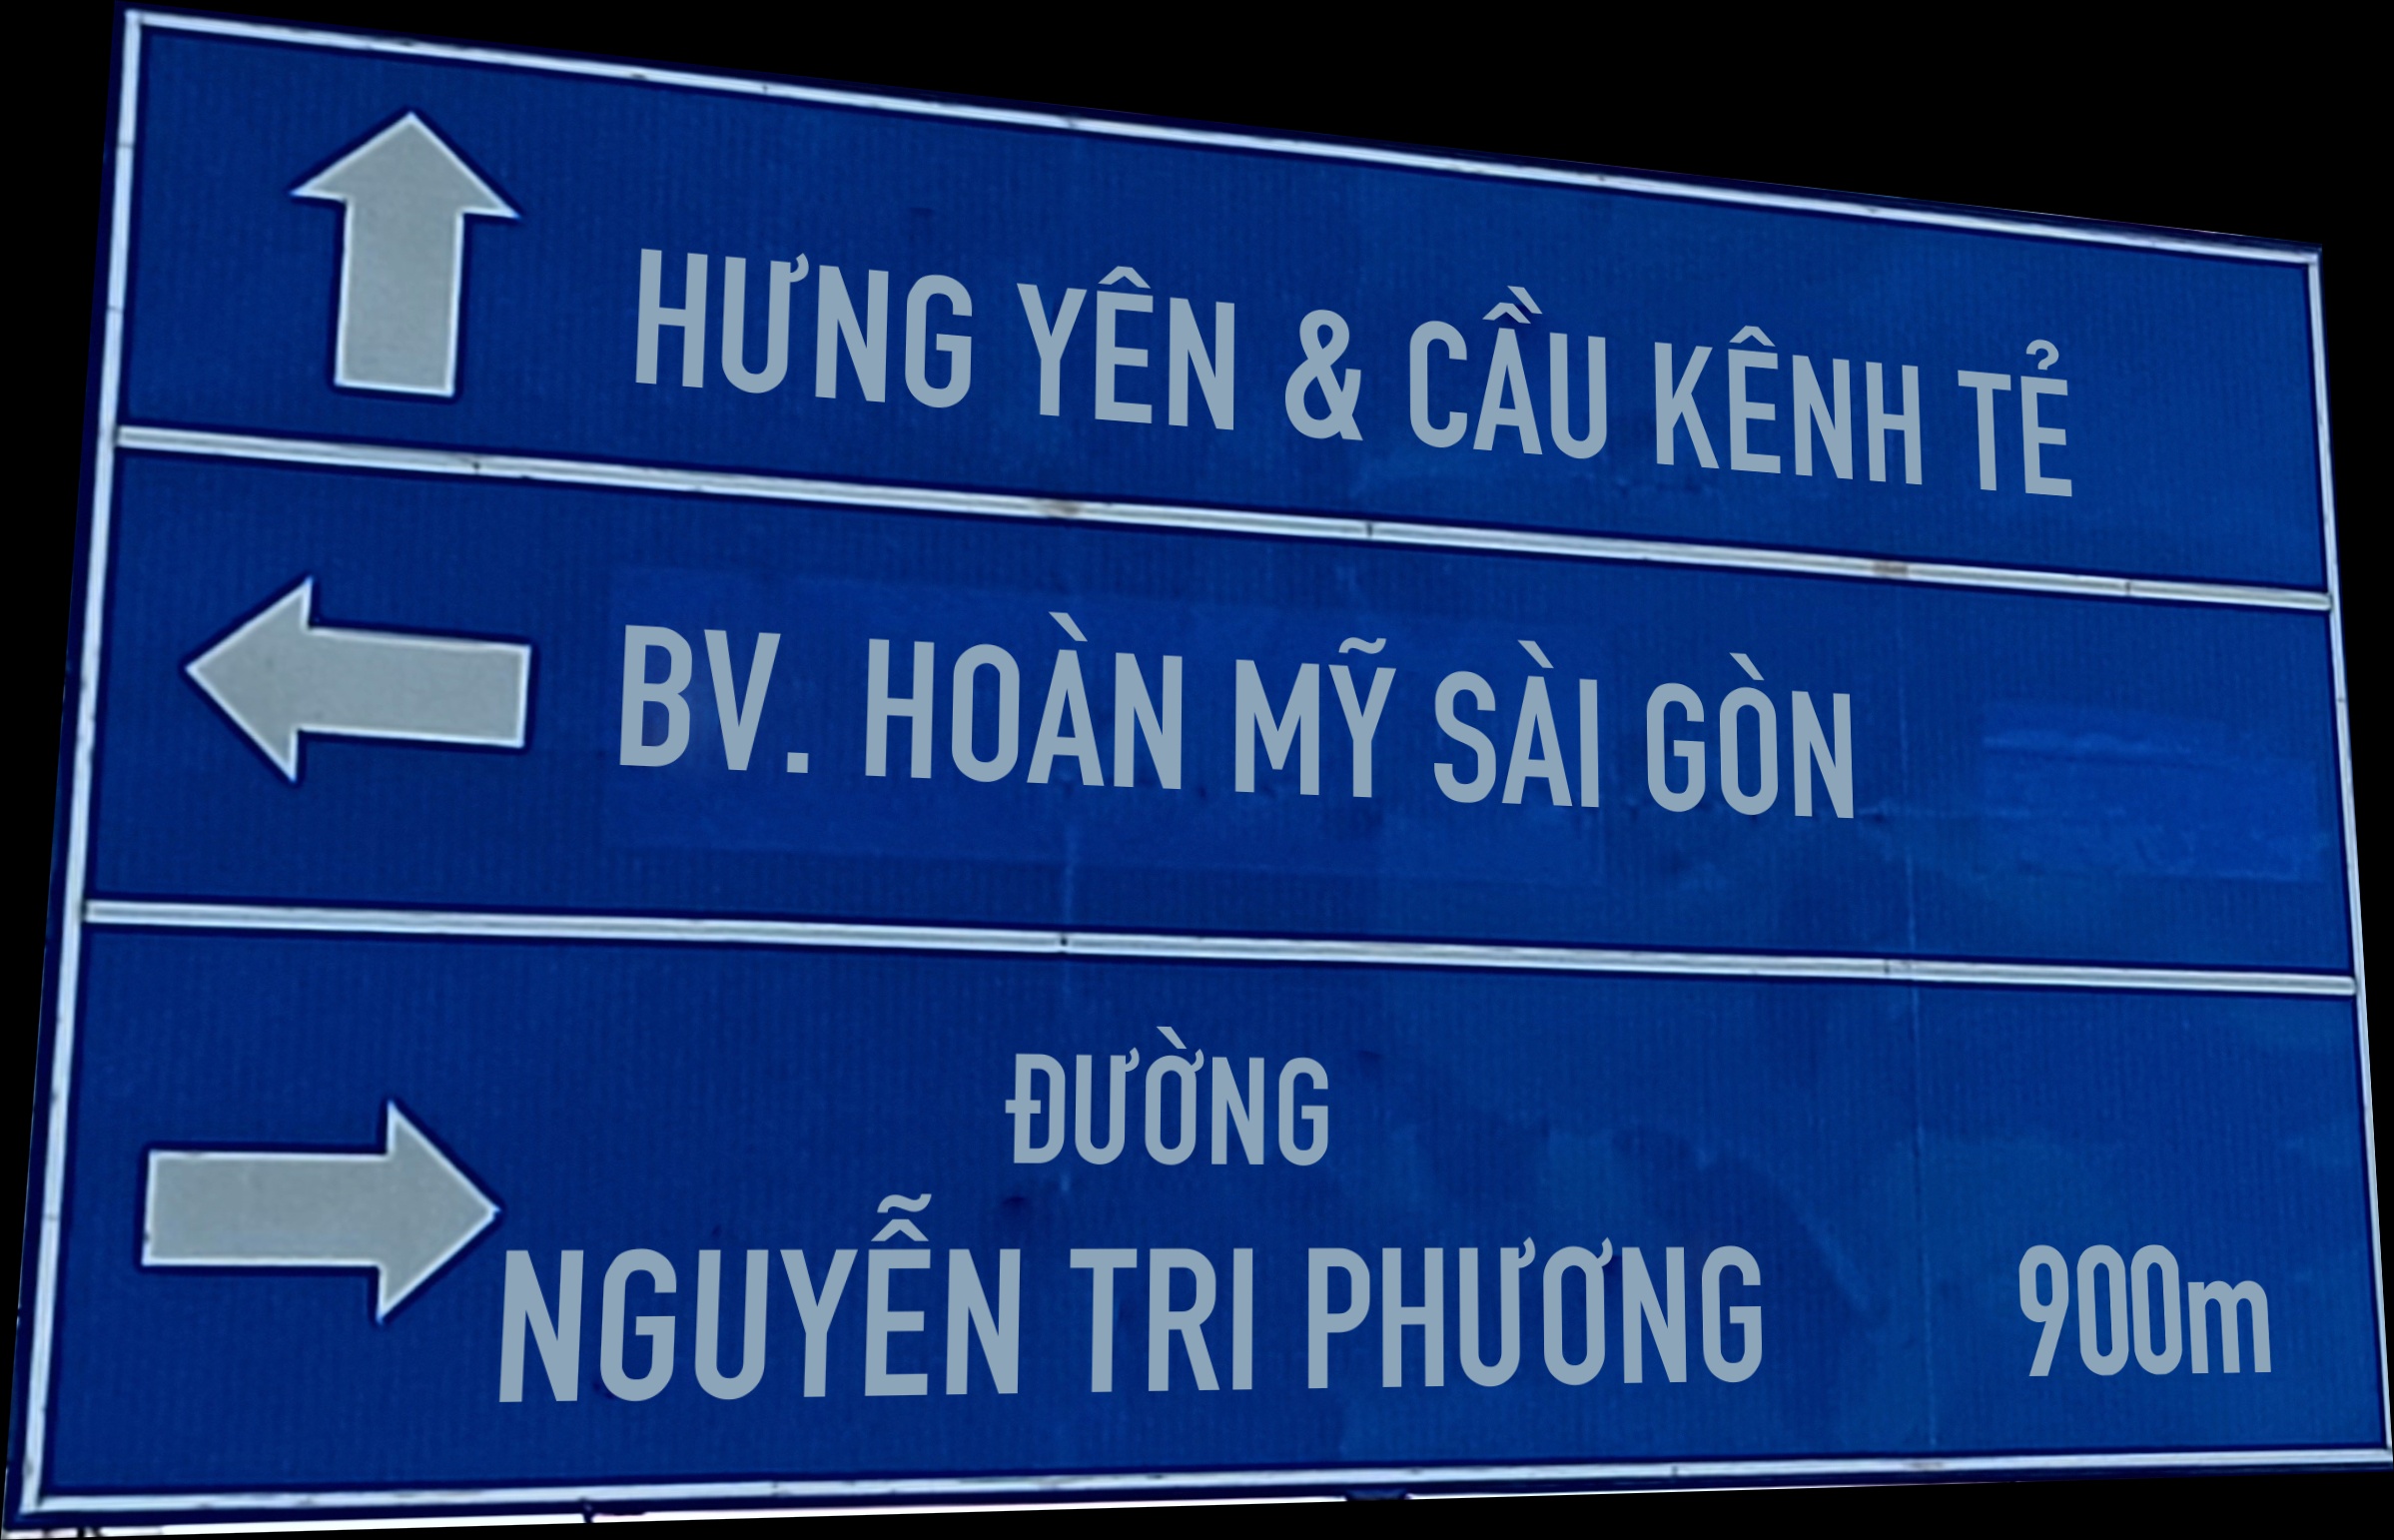 HƯNG YÊN & CẦU KÊNH TẺ
BV. HOÀN MỸ SÀI GÒN
ĐƯỜNG
NGUYỄN TRI PHƯƠNG 900m